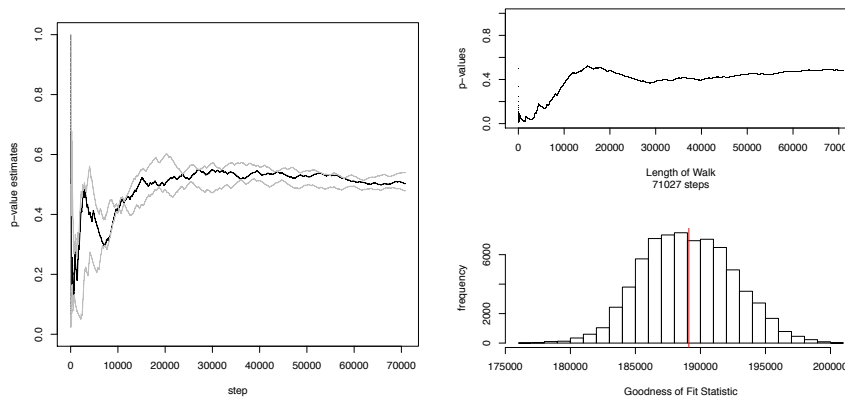 p−value estimates
1.0
0.8
0.6
0.4
0.2
0.0
0 10000 20000 30000 40000 50000 60000 70000
step
p−values
0.8
0.4
0.0
0 10000 20000 30000 40000 50000 60000 7000
Length of Walk
71027 steps
frequency
6000
2000
0
175000 180000 185000 190000 195000 200000
Goodness of Fit Statistic